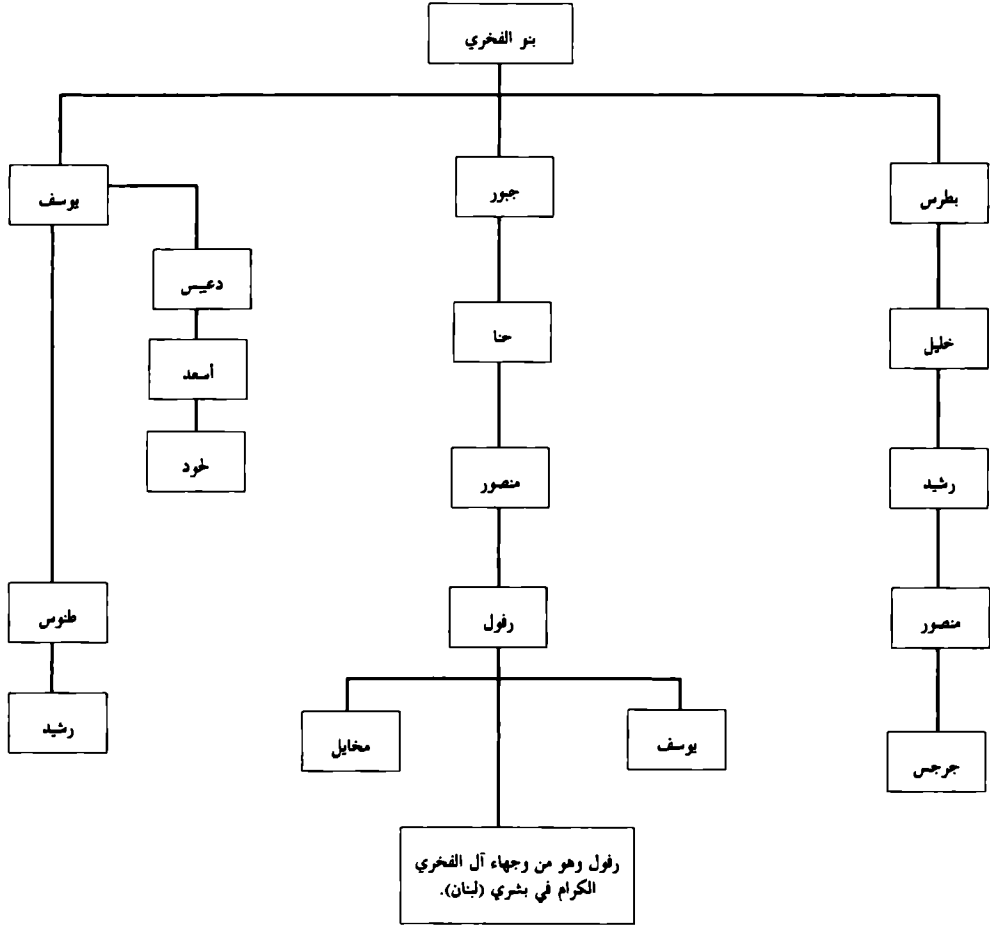 بنو الفخري
بطرس
جبور
يوسف
دعيس
خليل
حنا
أسعد
لحود
رشيد
منصور
طنوس
رفول
منصور
رشيد
يوسف
مخايل
جرجس
رفول وهو من وجهاء آل الفخري
الكرام في بشري (لبنان).